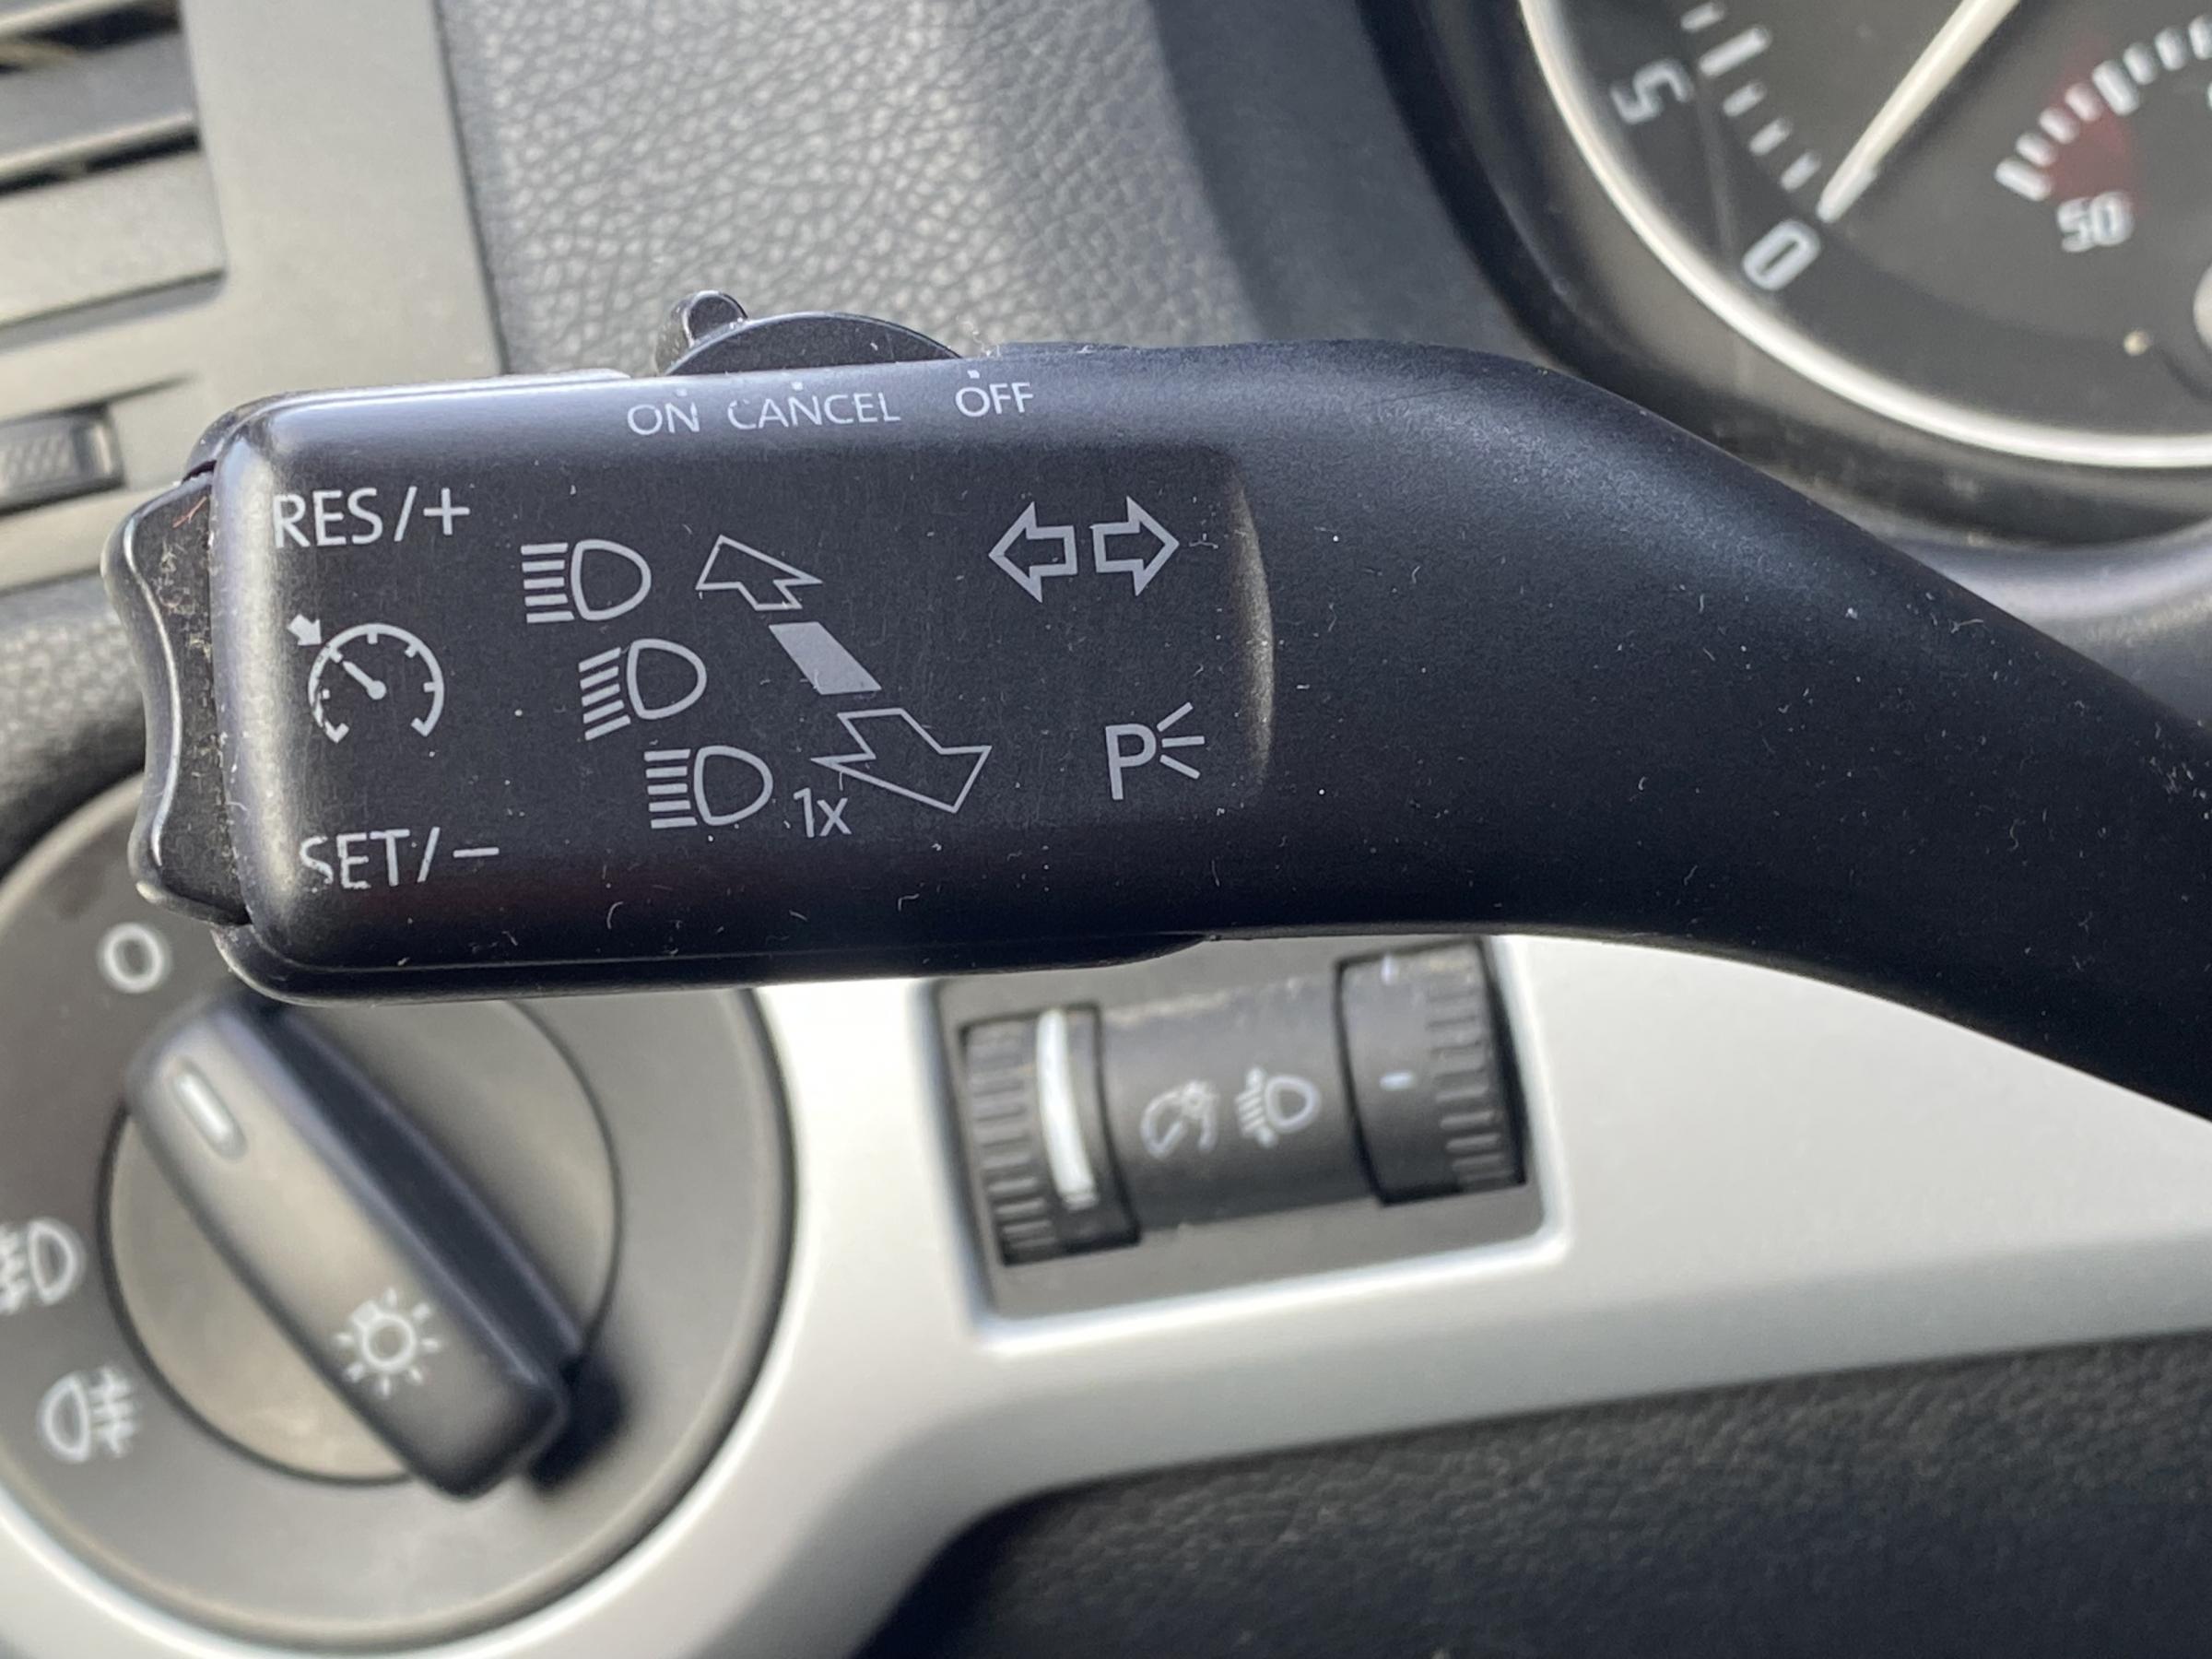 5
0
50
ON CANCEL OFF
RES/+
1x
P
SET/-
O